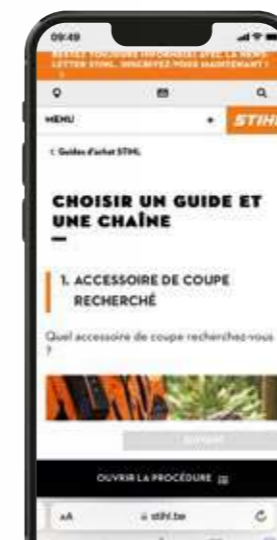 09:49
RESTEZ TOUJOURS INFORMÉ(E) AVEC LA NEWS-
LETTER STIHL. INSCRIVEZ-VOUS MAINTENANT !
MENU
STIHL
< Guides d'achat STIHL
CHOISIR UN GUIDE ET
UNE CHAÎNE
1. ACCESSOIRE DE COUPE
RECHERCHÉ
Quel accessoire de coupe recherchez-vous
?
OUVRIR LA PROCÉDURE
AA
stihl.be